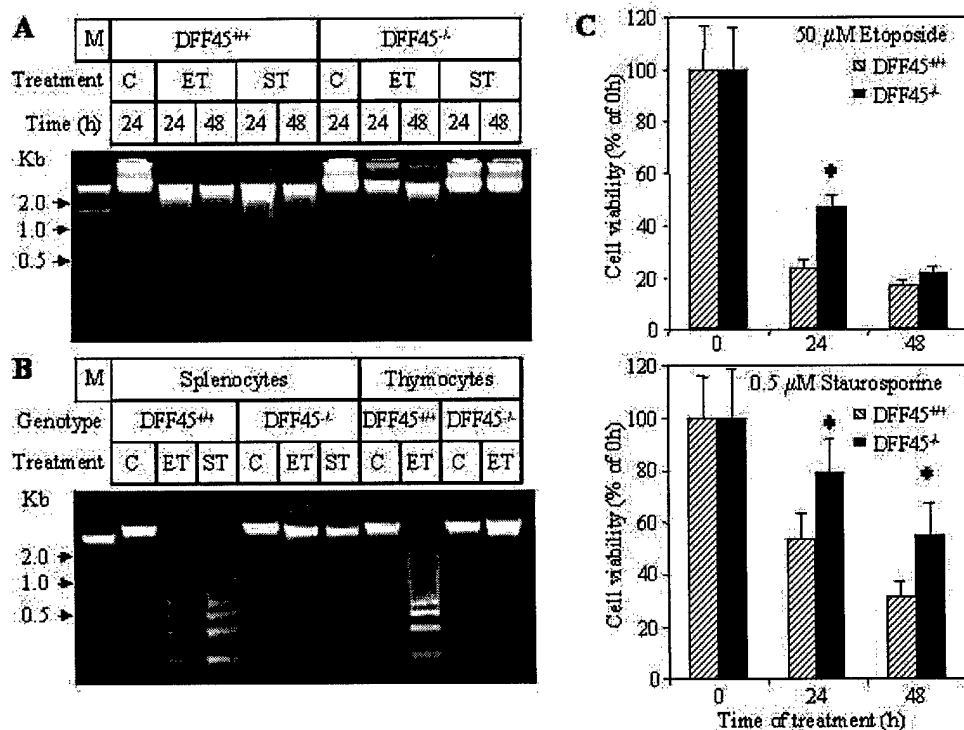 A
M DFF45+/+ DFF45-/-
Treatment C ET ST C ET ST
Time (h) 24 24 48 24 48 24 24 48 24 48
Kb
2.0
1.0
0.5
B
M Splenocytes Thymocytes
Genotype DFF45+/+ DFF45-/- DFF45+/+ DFF45-/-
Treatment C ET ST C ET ST C ET C ET
Kb
2.0
1.0
0.5
C
50 µM Etoposide
DFF45+/+
DFF45-/-
Cell viability (% of 0h)
120
100
80
60
40
20
0
*
0 24 48
0.5 µM Staurosporine
DFF45+/+
DFF45-/-
Cell viability (% of 0h)
120
100
80
60
40
20
0
* *
0 24 48
Time of treatment (h)